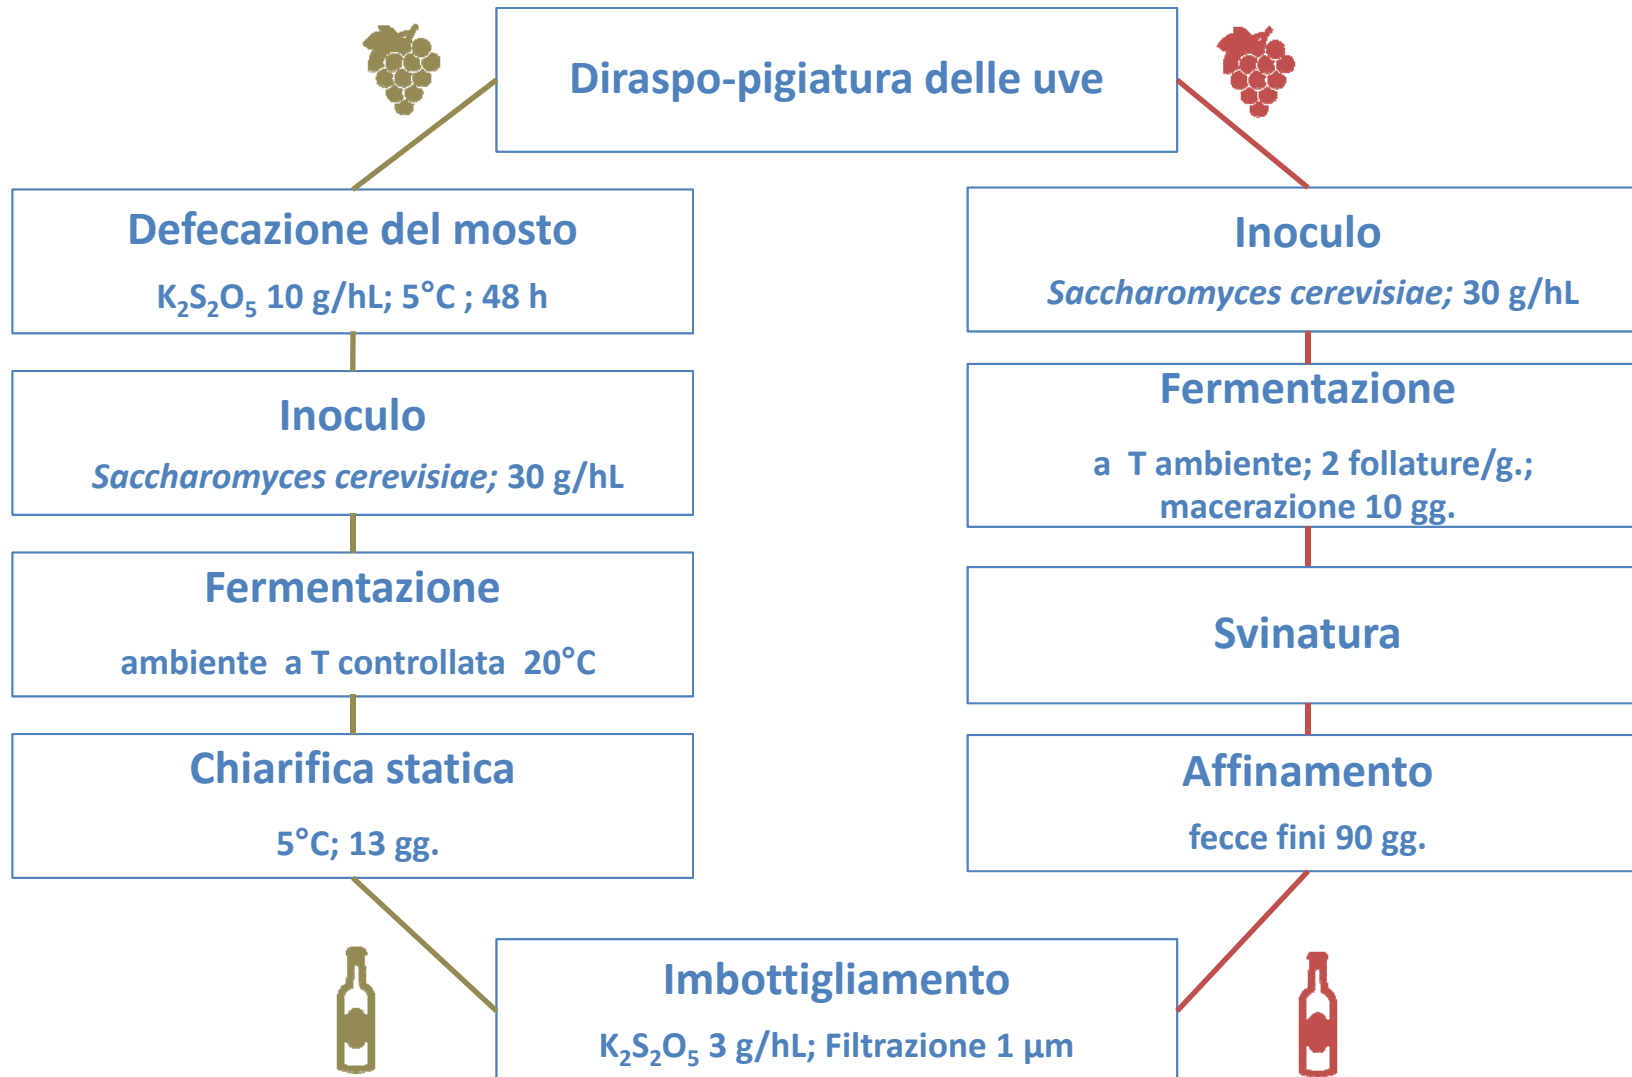 Diraspo-pigiatura delle uve
Defecazione del mosto
K₂S₂O₅ 10 g/hL; 5°C ; 48 h
Inoculo
Saccharomyces cerevisiae; 30 g/hL
Fermentazione
ambiente a T controllata 20°C
Chiarifica statica
5°C; 13 gg.
Inoculo
Saccharomyces cerevisiae; 30 g/hL
Fermentazione
a T ambiente; 2 follature/g.;
macerazione 10 gg.
Svinatura
Affinamento
fecce fini 90 gg.
Imbottigliamento
K₂S₂O₅ 3 g/hL; Filtrazione 1 µm